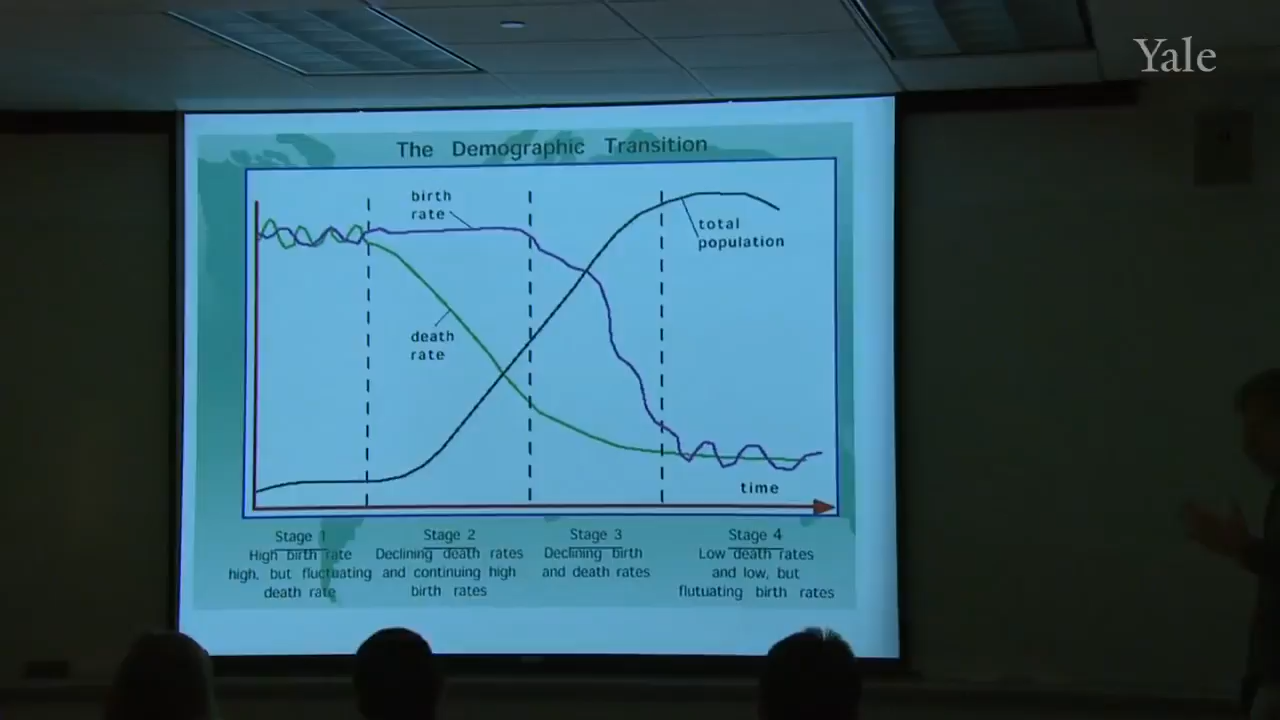 Yale
The Demographic Transition
birth
rate
total
population
death
rate
time
Stage 1
High birth rate
high, but fluctuating
death rate
Stage 2
Declining death rates
and continuing high
birth rates
Stage 3
Declining birth
and death rates
Stage 4
Low death rates
and low, but
flutuating birth rates